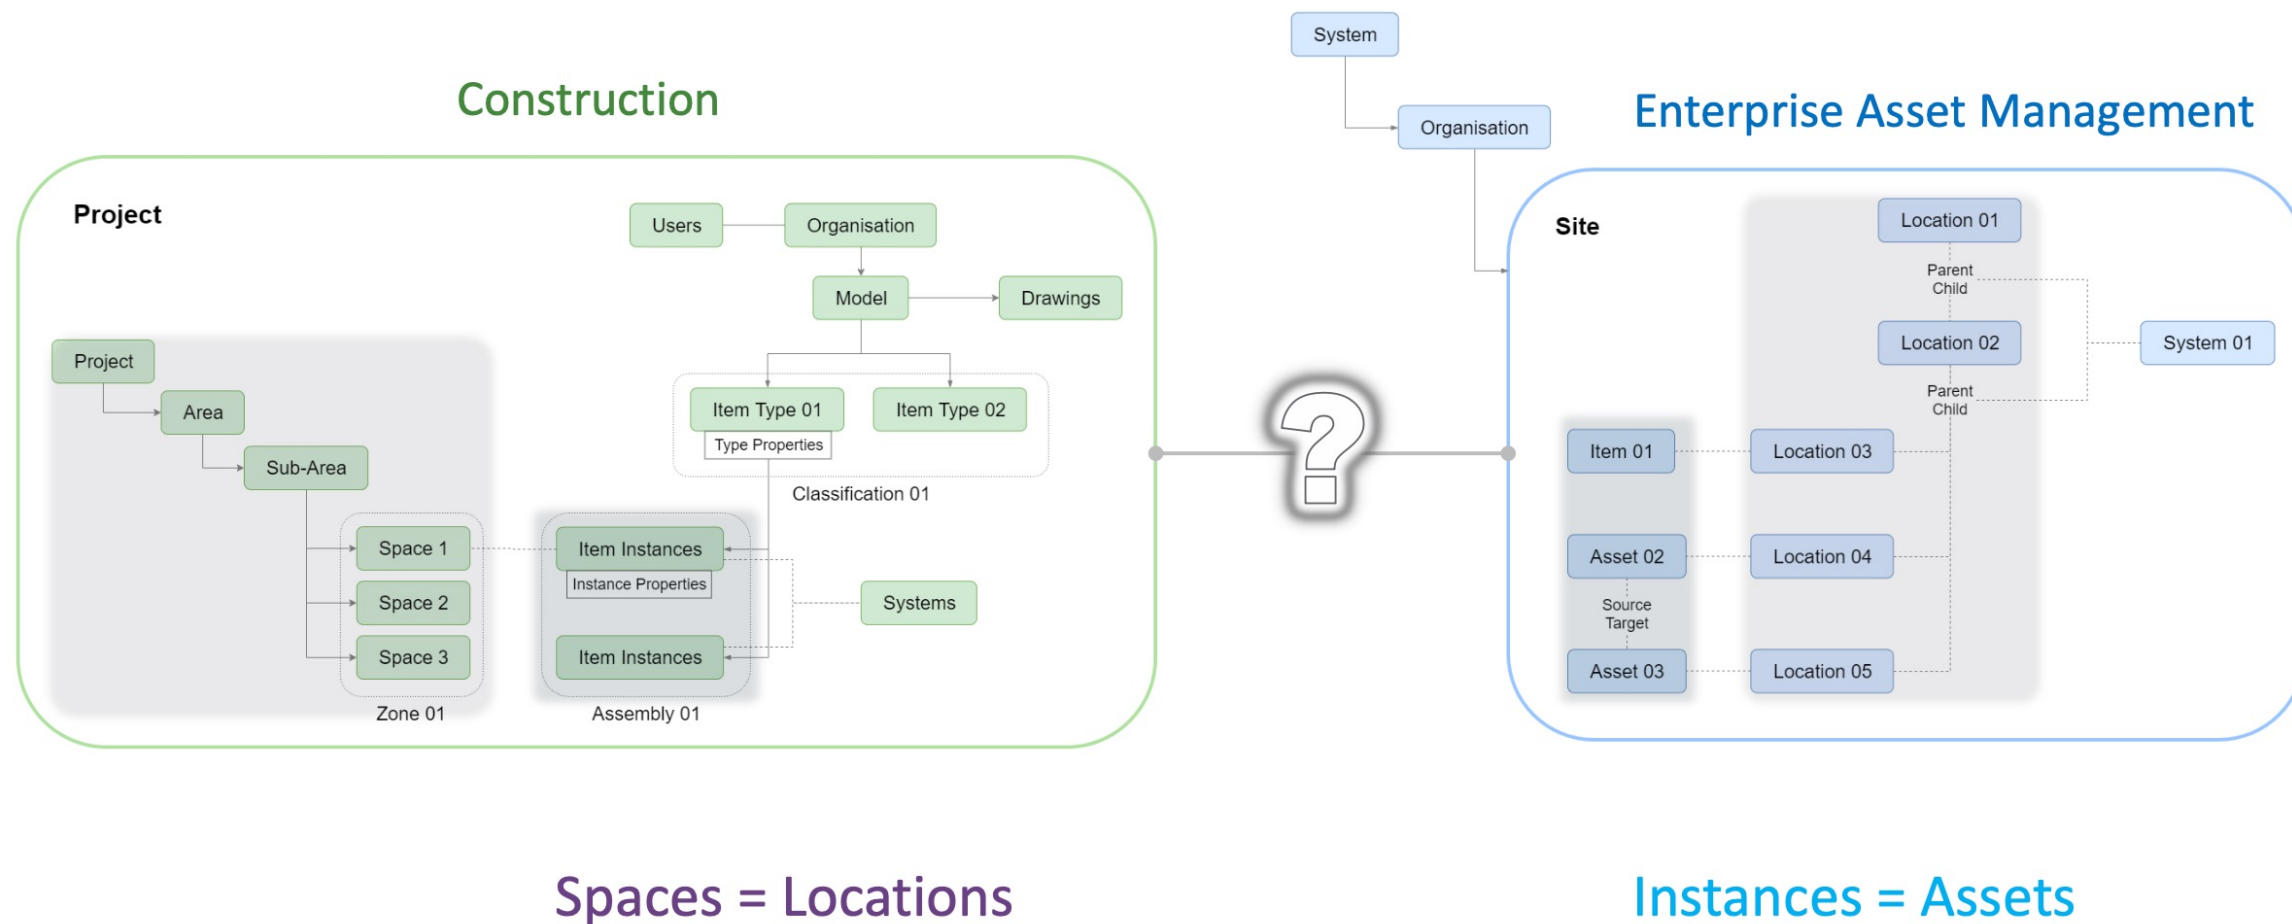 System
Construction
Organisation
Enterprise Asset Management
Project
Users
Organisation
Model
Drawings
Project
Area
Sub-Area
Item Type 01
Item Type 02
Type Properties
Classification 01
Space 1
Item Instances
Instance Properties
Space 2
Systems
Space 3
Item Instances
Zone 01
Assembly 01
?
Site
Location 01
Parent
Child
Location 02
System 01
Parent
Child
Item 01
Location 03
Asset 02
Location 04
Source
Target
Asset 03
Location 05
Spaces = Locations
Instances = Assets